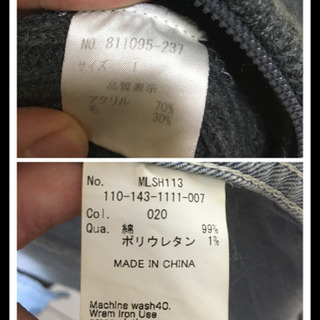 NO. 811095-237
サイズ I
品質表示
アクリル 70%
毛 30%
No. MLSH113
110-143-1111-007
Col. 020
Qua. 綿 99%
ポリウレタン 1%
MADE IN CHINA
Machine wash40.
Wram Iron Use